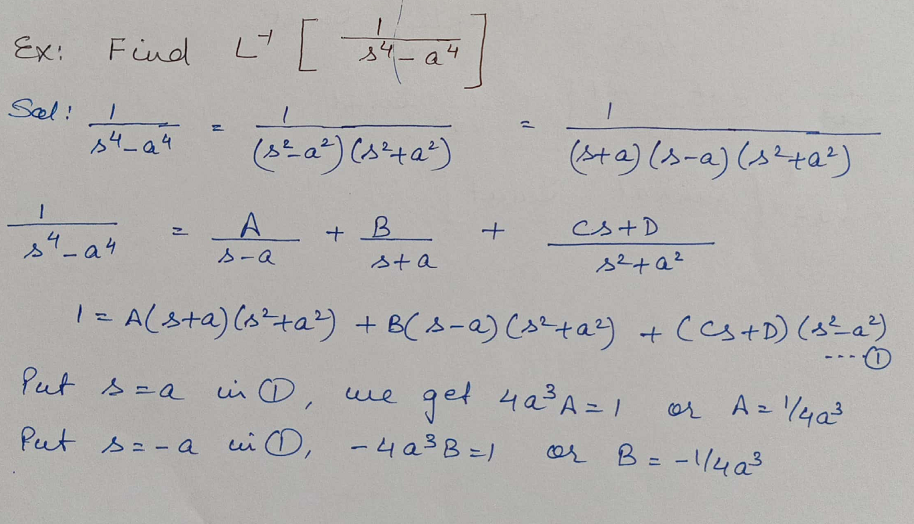 Ex: Find L⁻¹ [ 1/(s⁴-a⁴) ]
Sol: 1/(s⁴-a⁴) = 1/((s²-a²)(s²+a²)) = 1/((s+a)(s-a)(s²+a²))
1/(s⁴-a⁴) = A/(s-a) + B/(s+a) + (Cs+D)/(s²+a²)
1 = A(s+a)(s²+a²) + B(s-a)(s²+a²) + (Cs+D)(s²-a²)
----①
Put s=a in ①, we get 4a³A=1 or A=1/4a³
Put s=-a in ①, -4a³B=1 or B=-1/4a³